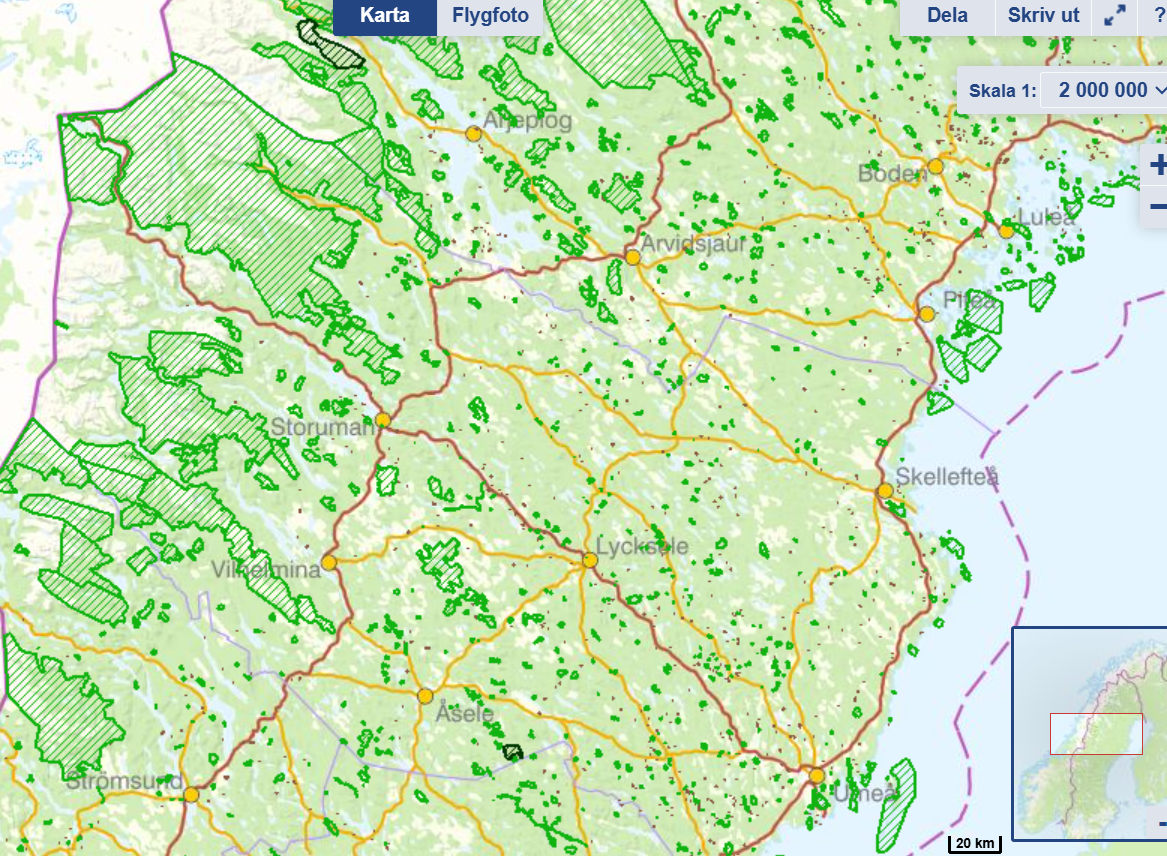 Karta
Flygfoto
Dela
Skriv ut
?
Skala 1:
2 000 000
+
−
Arjeplog
Boden
Luleå
Arvidsjaur
Piteå
Storuman
Skellefteå
Lycksele
Vilhelmina
Åsele
Strömsund
Umeå
20 km